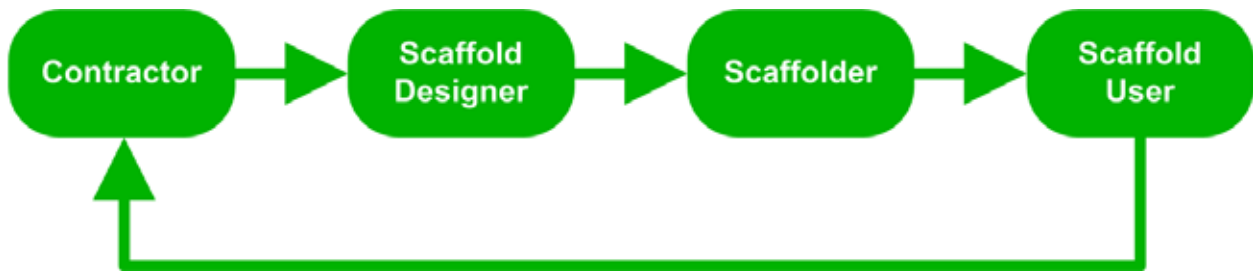 Contractor
Scaffold
Designer
Scaffolder
Scaffold
User